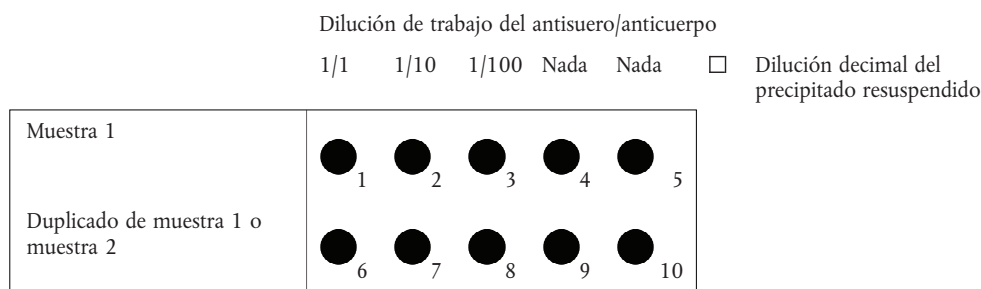 Dilución de trabajo del antisuero/anticuerpo
1/1 1/10 1/100 Nada Nada □ Dilución decimal del
precipitado resuspendido
Muestra 1
1 2 3 4 5
Duplicado de muestra 1 o
muestra 2
6 7 8 9 10